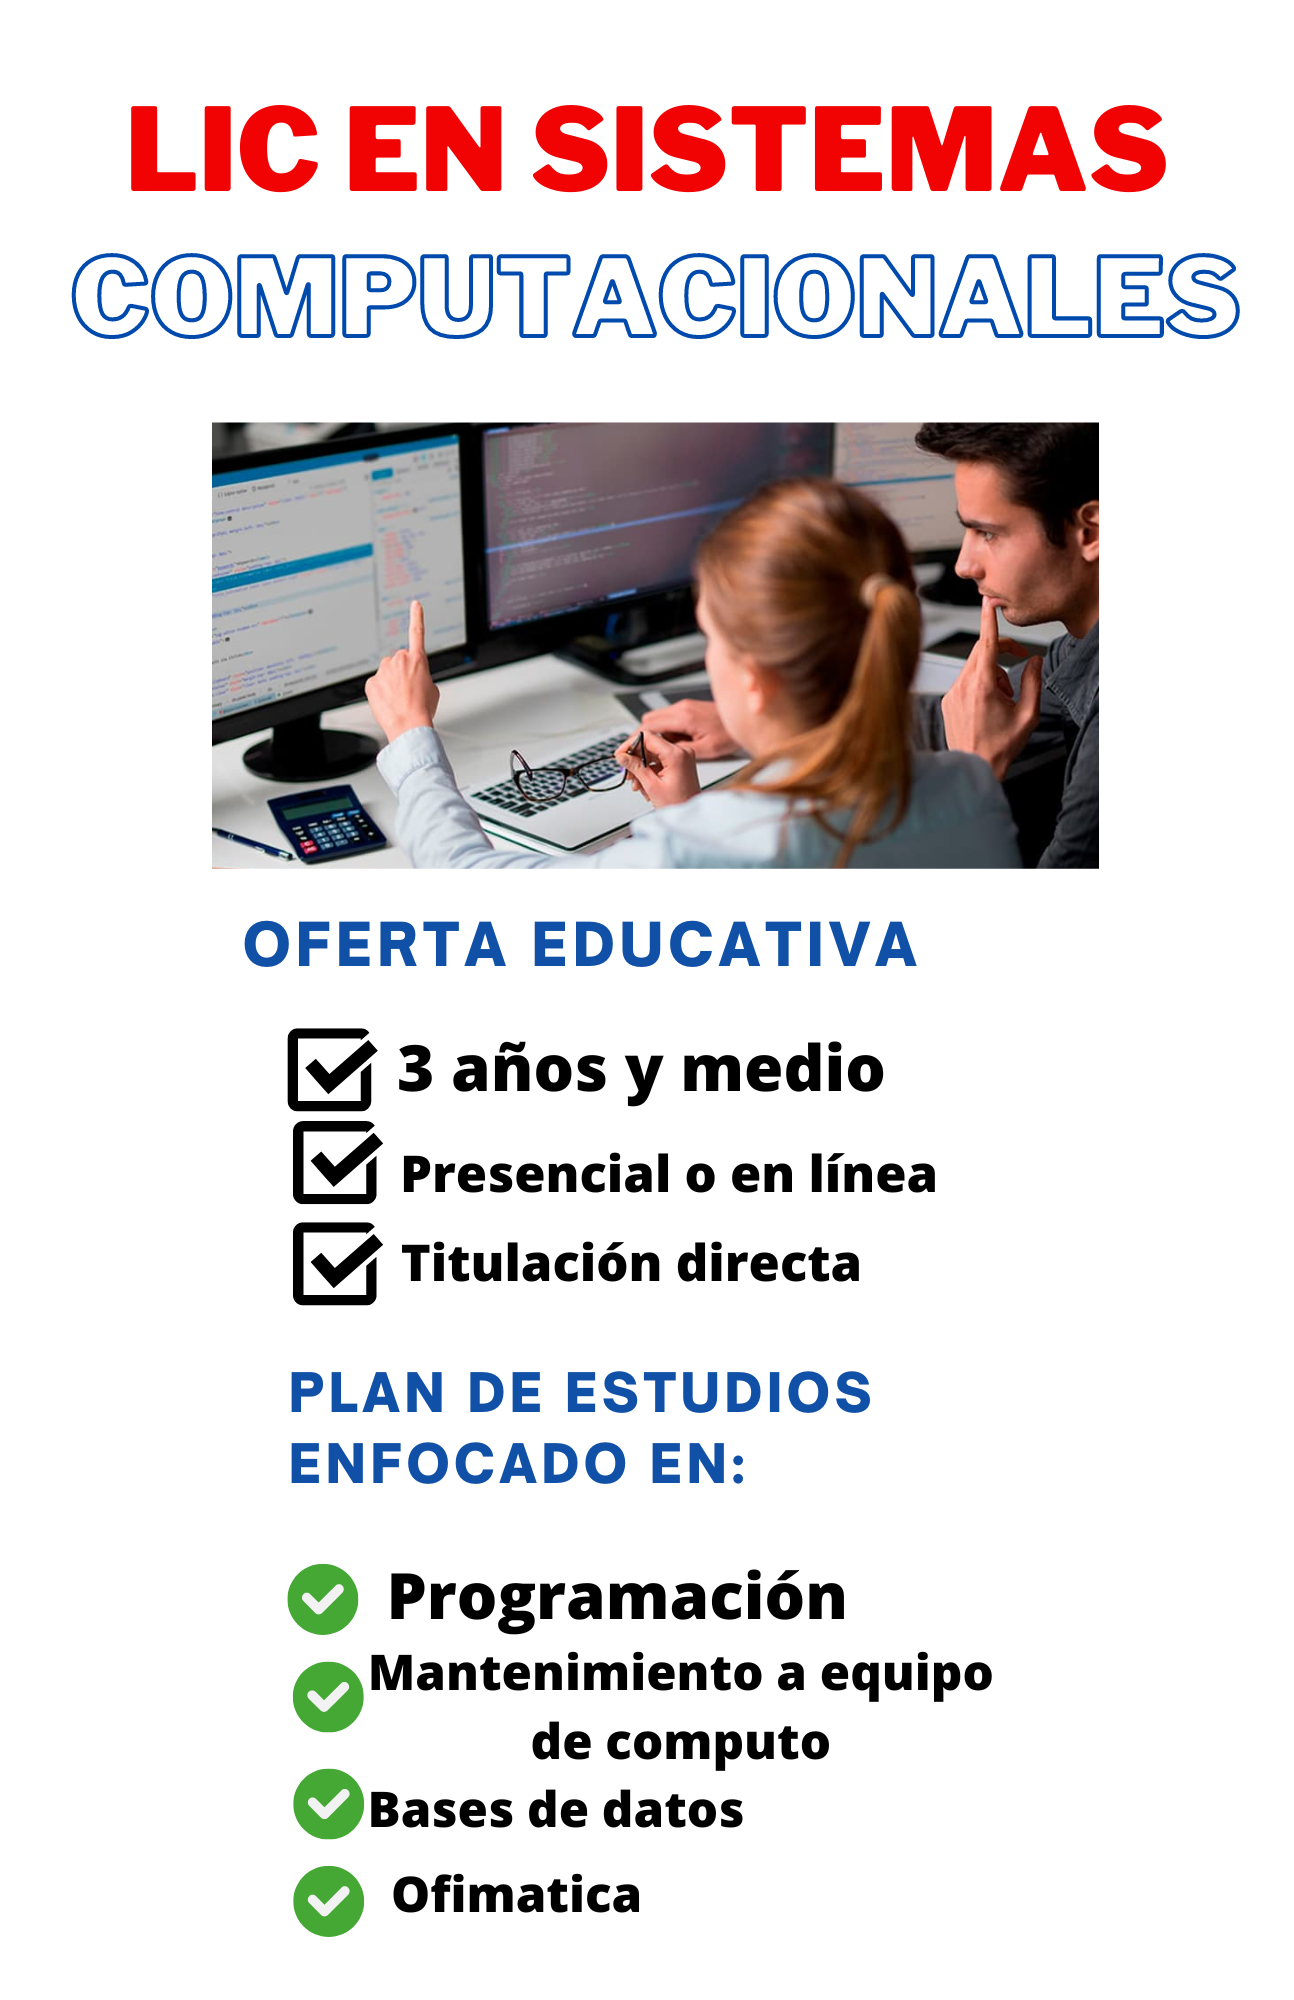 LIC EN SISTEMAS
COMPUTACIONALES
OFERTA EDUCATIVA
3 años y medio
Presencial o en línea
Titulación directa
PLAN DE ESTUDIOS
ENFOCADO EN:
Programación
Mantenimiento a equipo
de computo
Bases de datos
Ofimatica